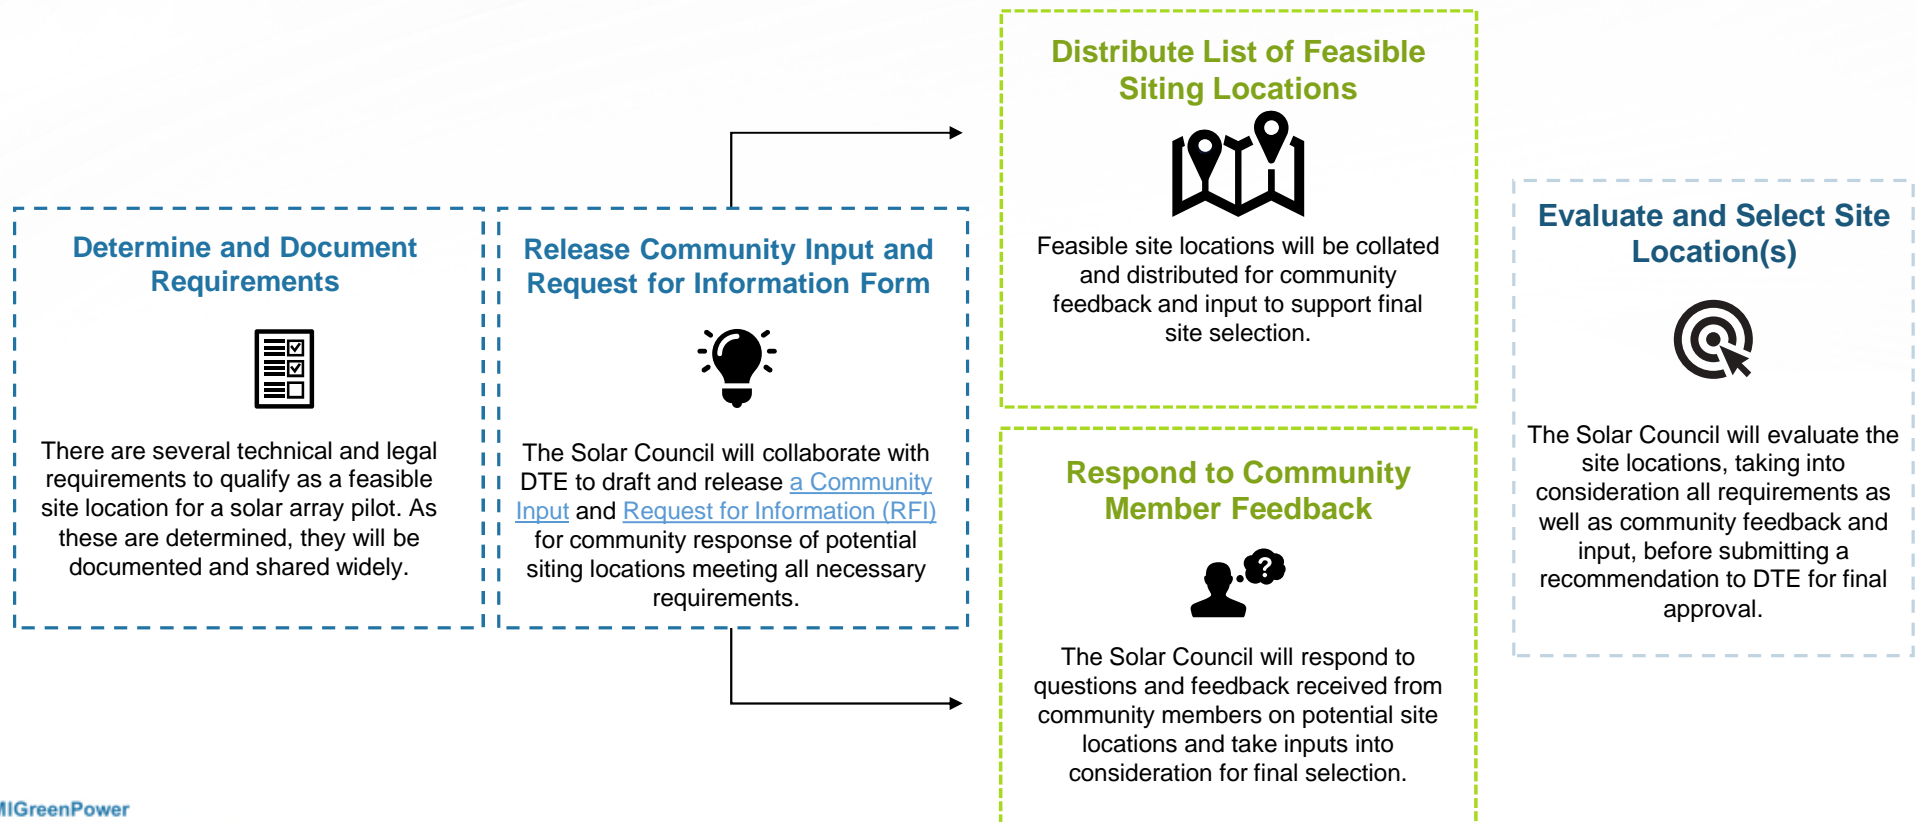 Determine and Document
Requirements
There are several technical and legal
requirements to qualify as a feasible
site location for a solar array pilot. As
these are determined, they will be
documented and shared widely.
Release Community Input and
Request for Information Form
The Solar Council will collaborate with
DTE to draft and release a Community
Input and Request for Information (RFI)
for community response of potential
siting locations meeting all necessary
requirements.
Distribute List of Feasible
Siting Locations
Feasible site locations will be collated
and distributed for community
feedback and input to support final
site selection.
Respond to Community
Member Feedback
?
The Solar Council will respond to
questions and feedback received from
community members on potential site
locations and take inputs into
consideration for final selection.
Evaluate and Select Site
Location(s)
The Solar Council will evaluate the
site locations, taking into
consideration all requirements as
well as community feedback and
input, before submitting a
recommendation to DTE for final
approval.
MIGreenPower